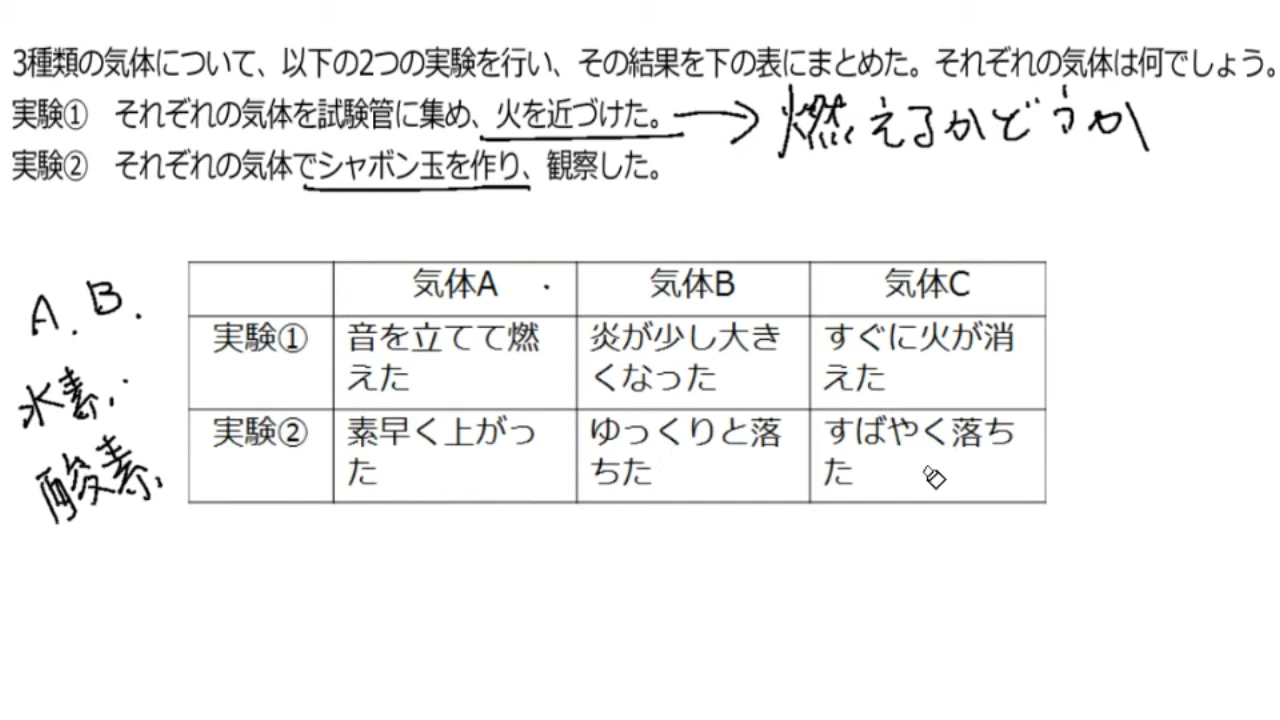 3種類の気体について、以下の2つの実験を行い、その結果を下の表にまとめた。それぞれの気体は何でしょう。
実験① それぞれの気体を試験管に集め、火を近づけた。 → 燃えるかどうか
実験② それぞれの気体でシャボン玉を作り、観察した。
A. B.
水素.
酸素.
気体A 気体B 気体C
実験① 音を立てて燃えた 炎が少し大きくなった すぐに火が消えた
実験② 素早く上がった ゆっくりと落ちた すばやく落ちた